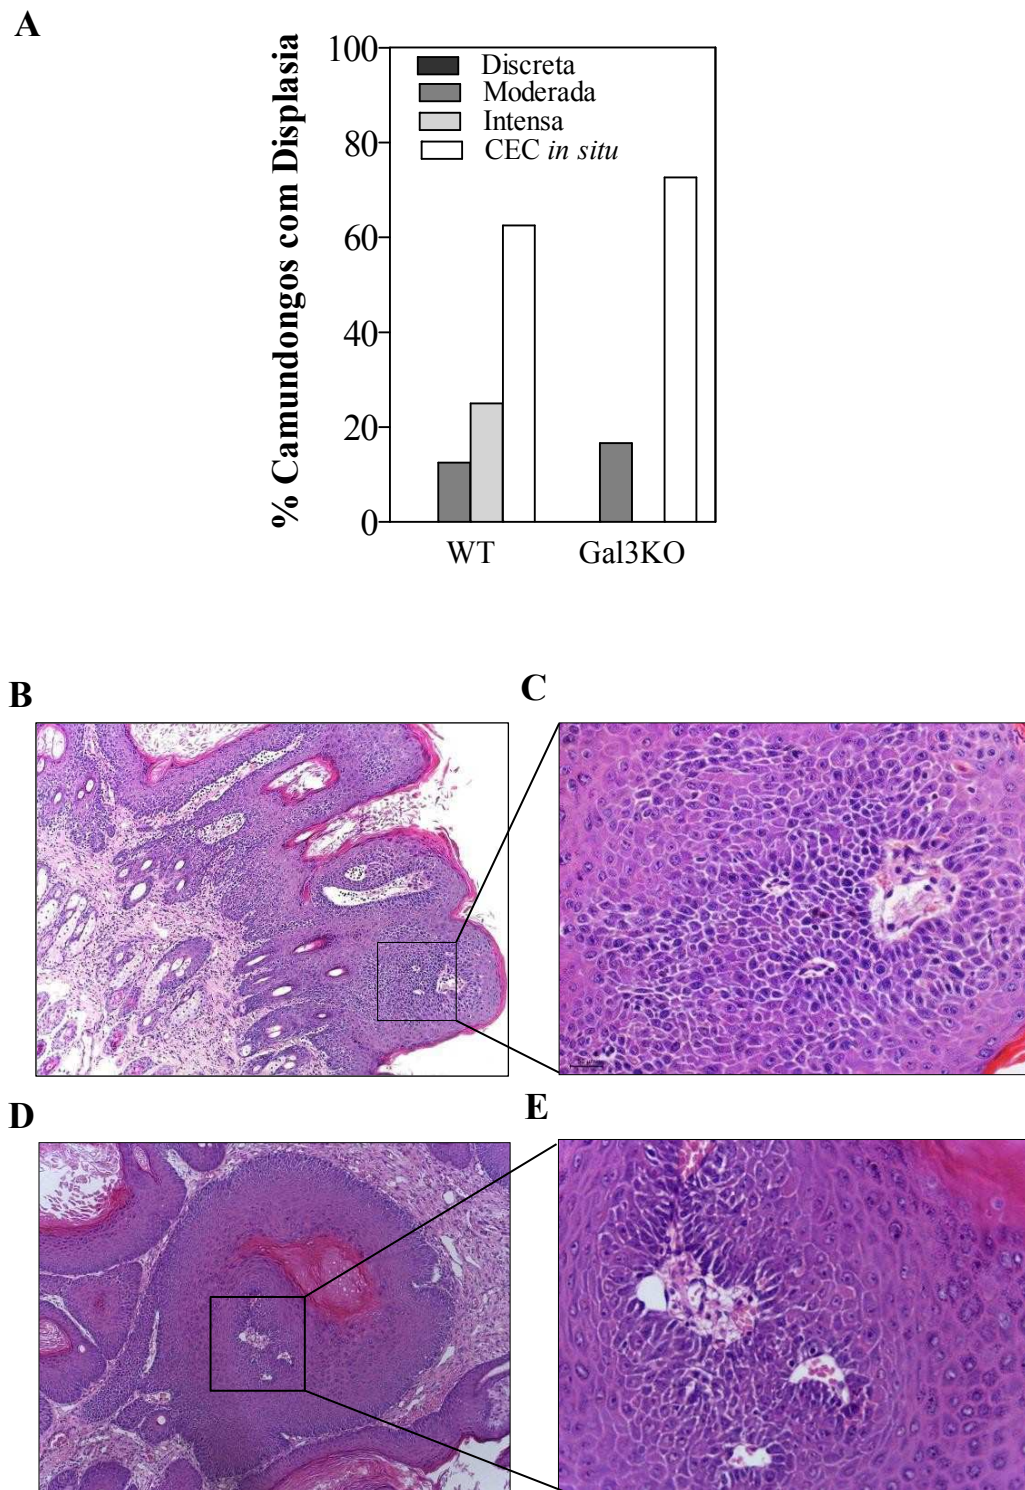 A
% Camundongos com Displasia
100
80
60
40
20
0
Discreta
Moderada
Intensa
CEC in situ
WT Gal3KO
B
C
D
E